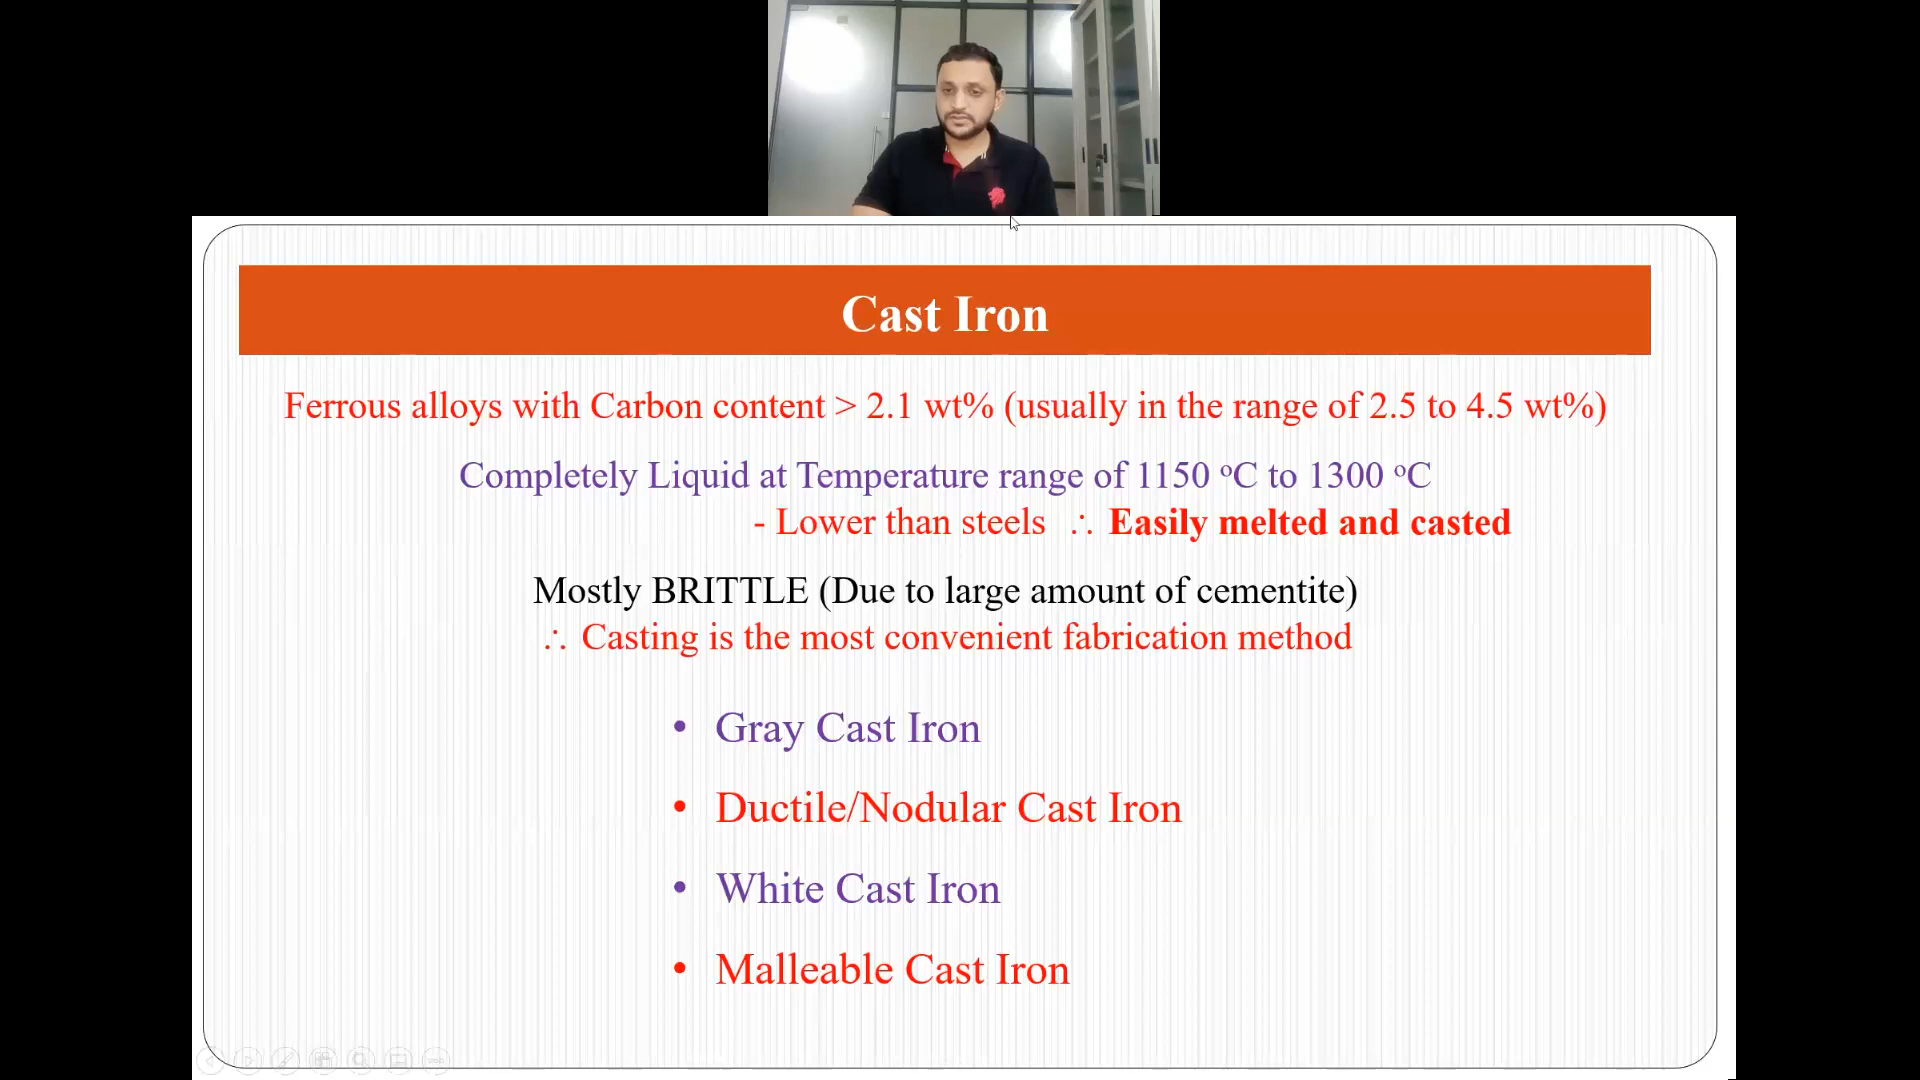 Cast Iron
Ferrous alloys with Carbon content > 2.1 wt% (usually in the range of 2.5 to 4.5 wt%)
Completely Liquid at Temperature range of 1150 ºC to 1300 ºC
- Lower than steels ∴ Easily melted and casted
Mostly BRITTLE (Due to large amount of cementite)
∴ Casting is the most convenient fabrication method
• Gray Cast Iron
• Ductile/Nodular Cast Iron
• White Cast Iron
• Malleable Cast Iron